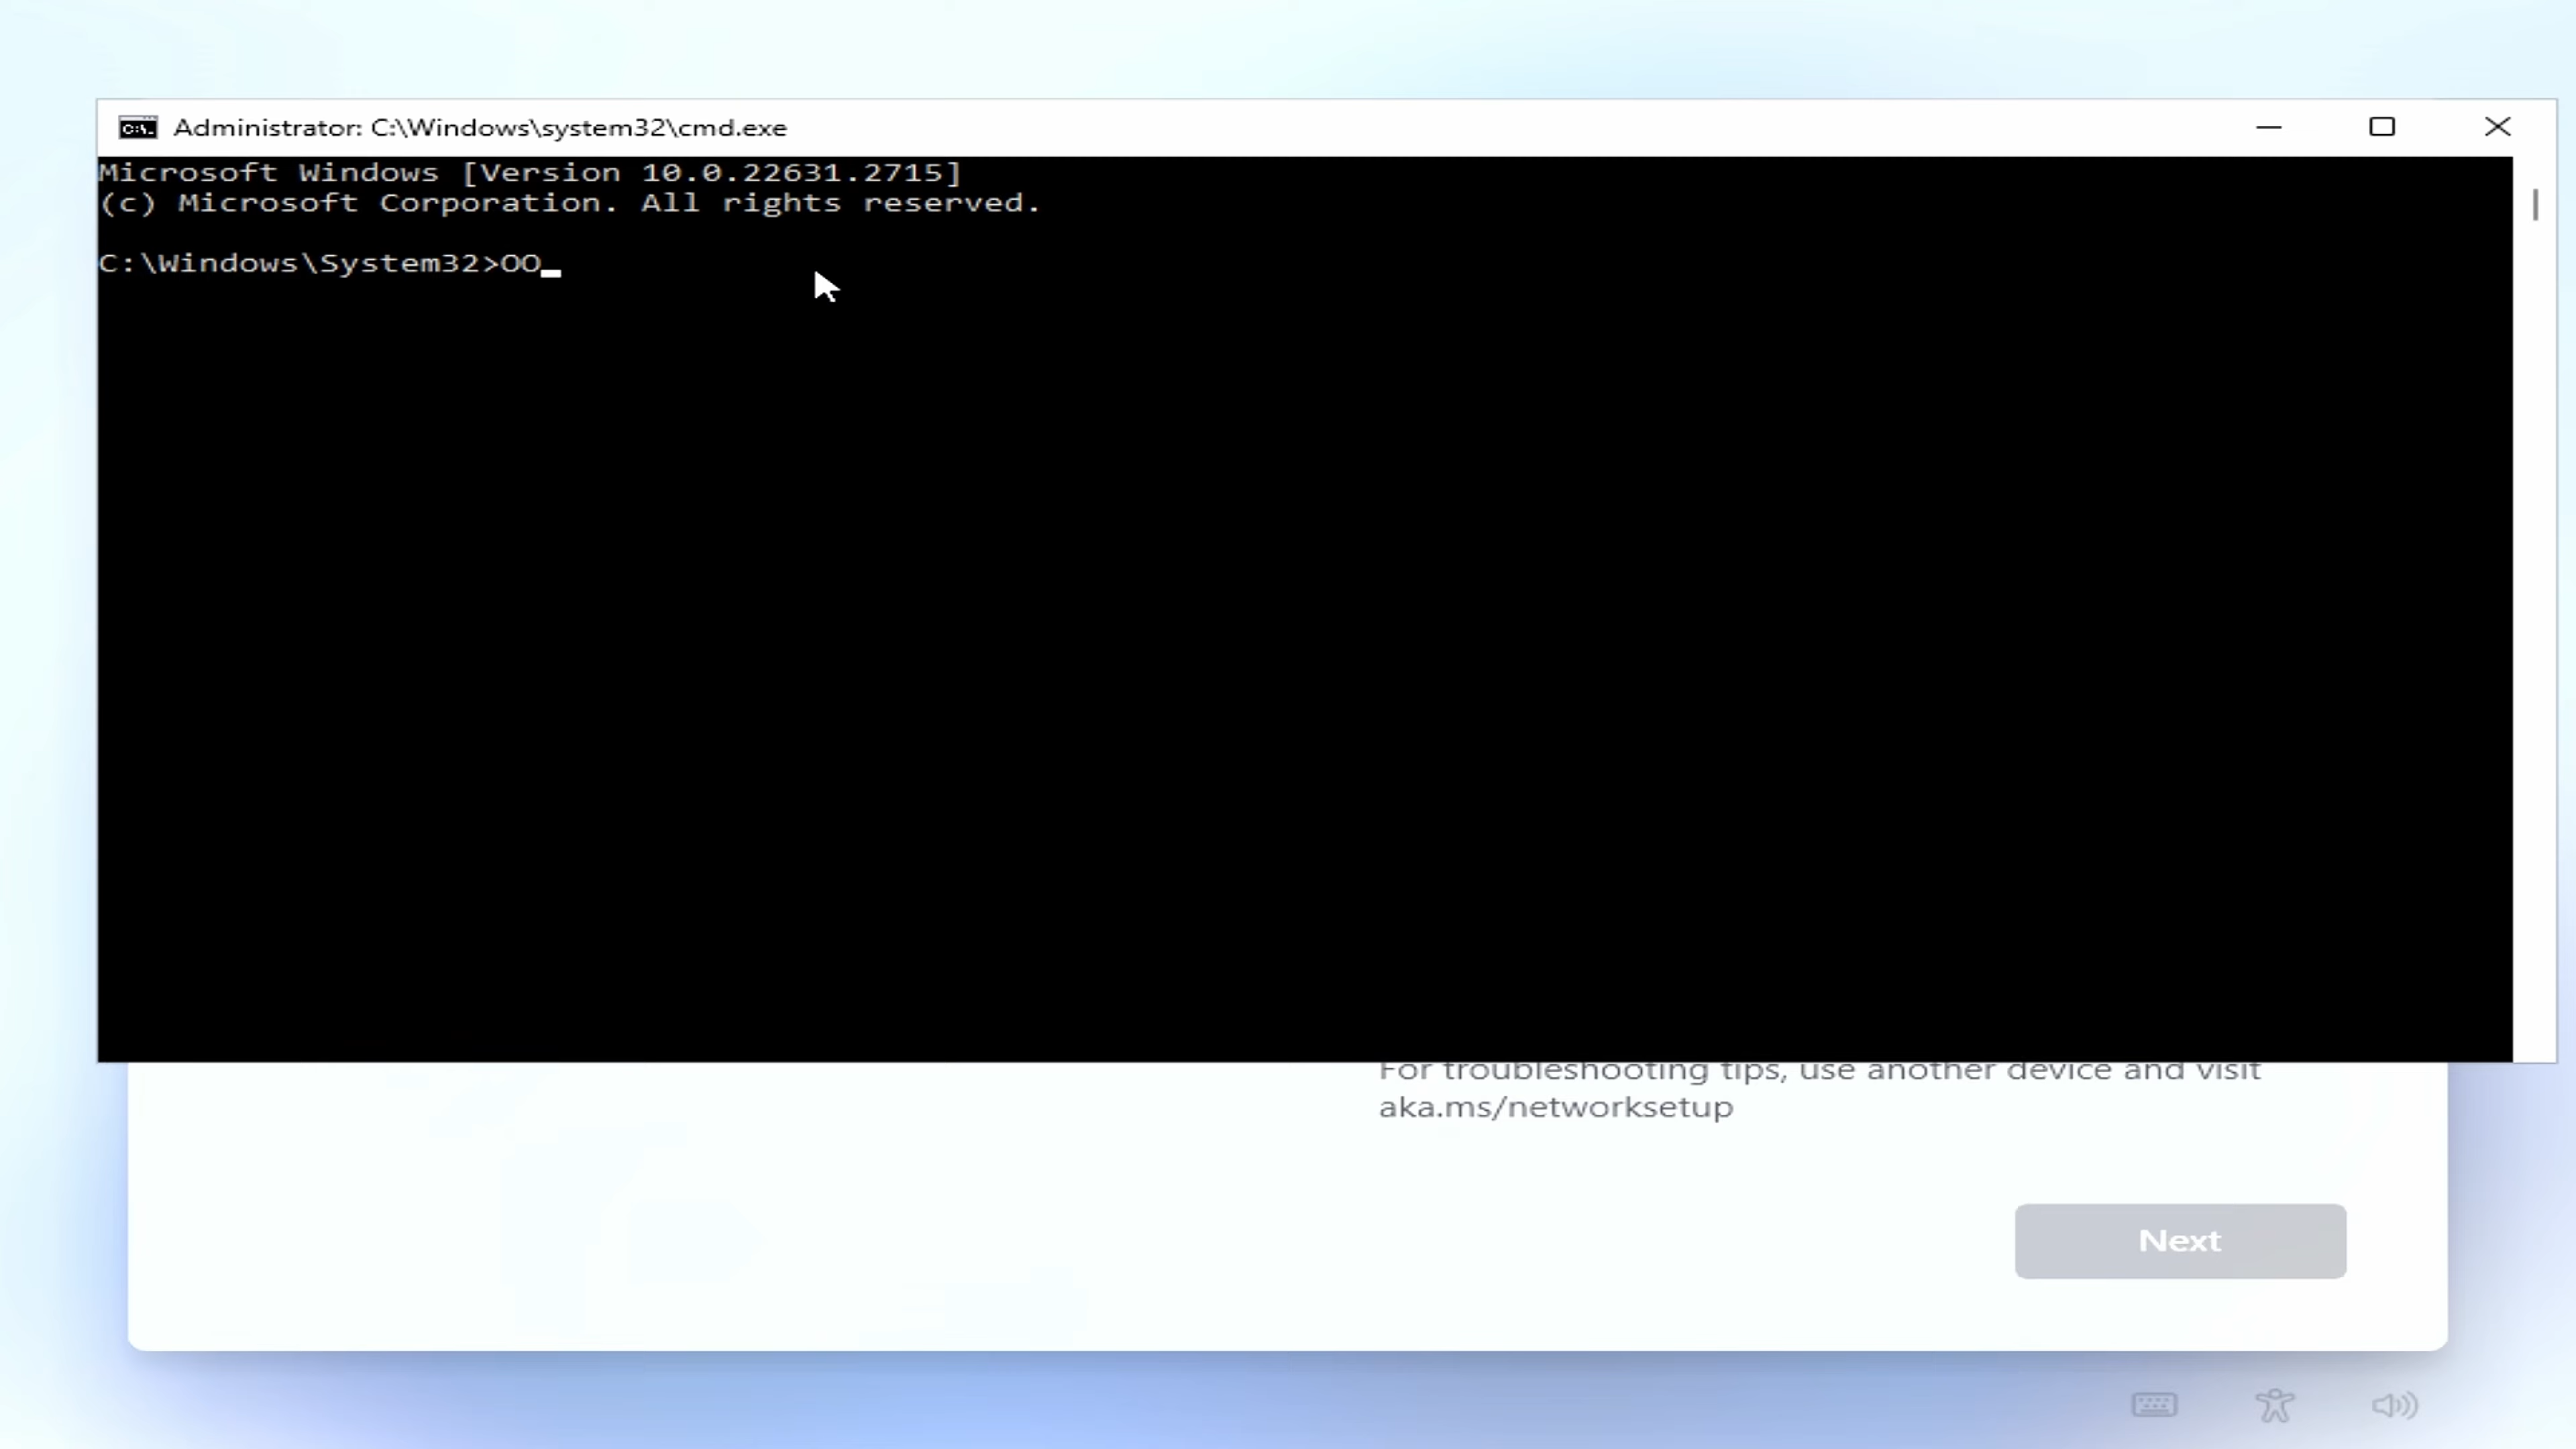 Administrator: C:\Windows\system32\cmd.exe
Microsoft Windows [Version 10.0.22631.2715]
(c) Microsoft Corporation. All rights reserved.
C:\Windows\System32>OO
For troubleshooting tips, use another device and visit
aka.ms/networksetup
Next